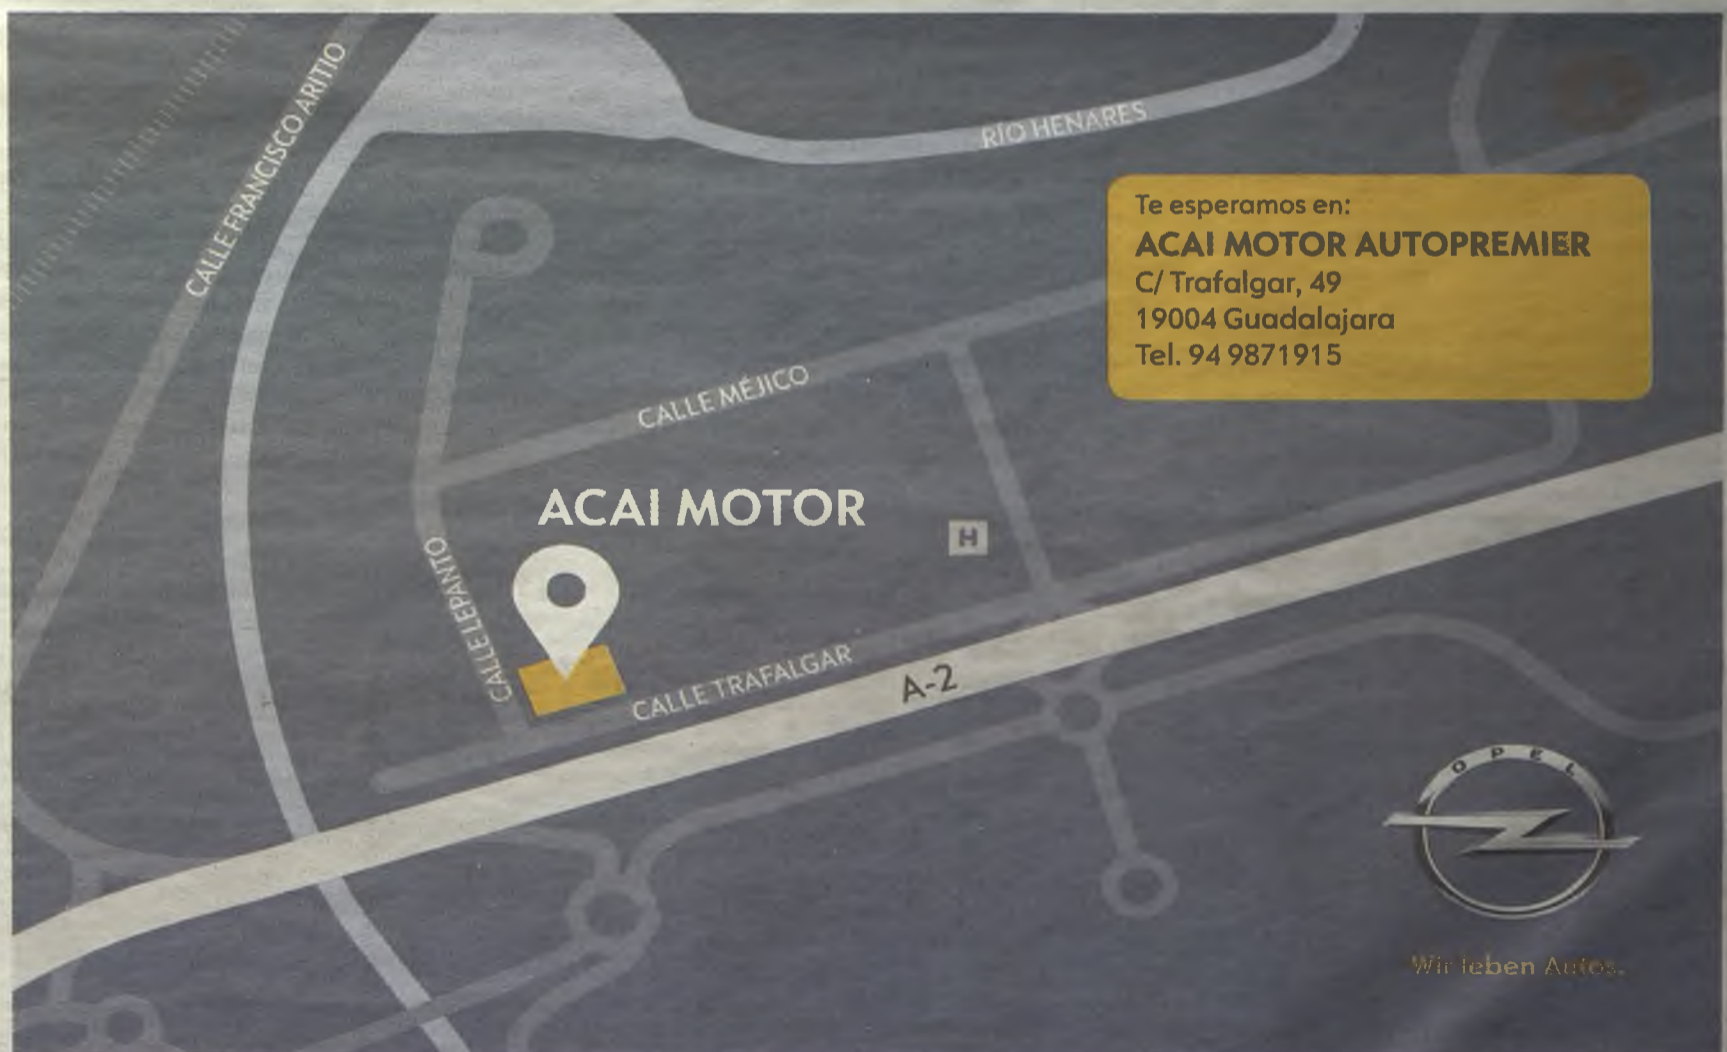 CALLE FRANCISCO ARITIO
RÍO HENARES
Te esperamos en:
ACAI MOTOR AUTOPREMIER
C/ Trafalgar, 49
19004 Guadalajara
Tel. 94 9871915
CALLE MÉJICO
ACAI MOTOR
H
CALLE LEPANTO
CALLE TRAFALGAR
A-2
OPEL
Wir leben Autos.